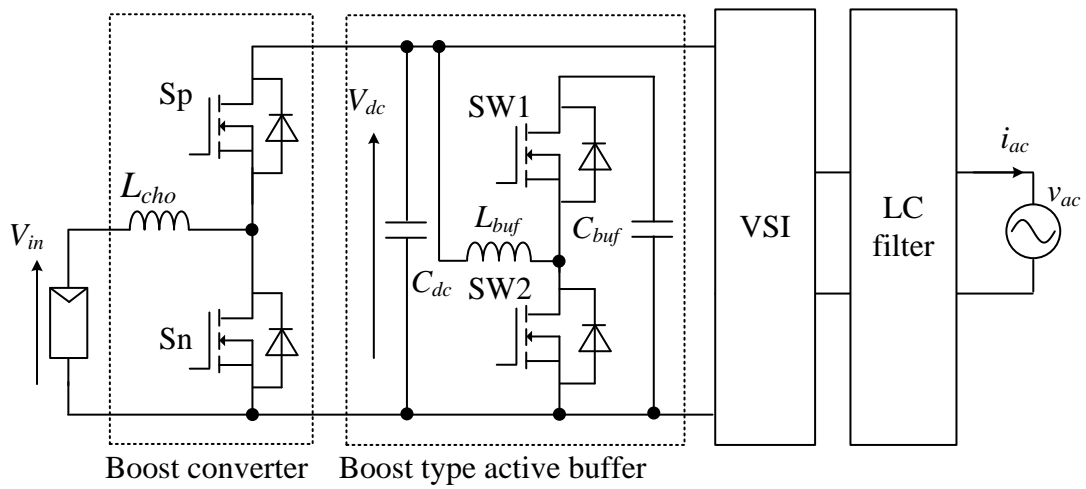 Sp
V_dc
SW1
i_ac
L_cho
v_ac
V_in
L_buf
C_buf
VSI
LC
filter
C_dc
SW2
Sn
Boost converter
Boost type active buffer